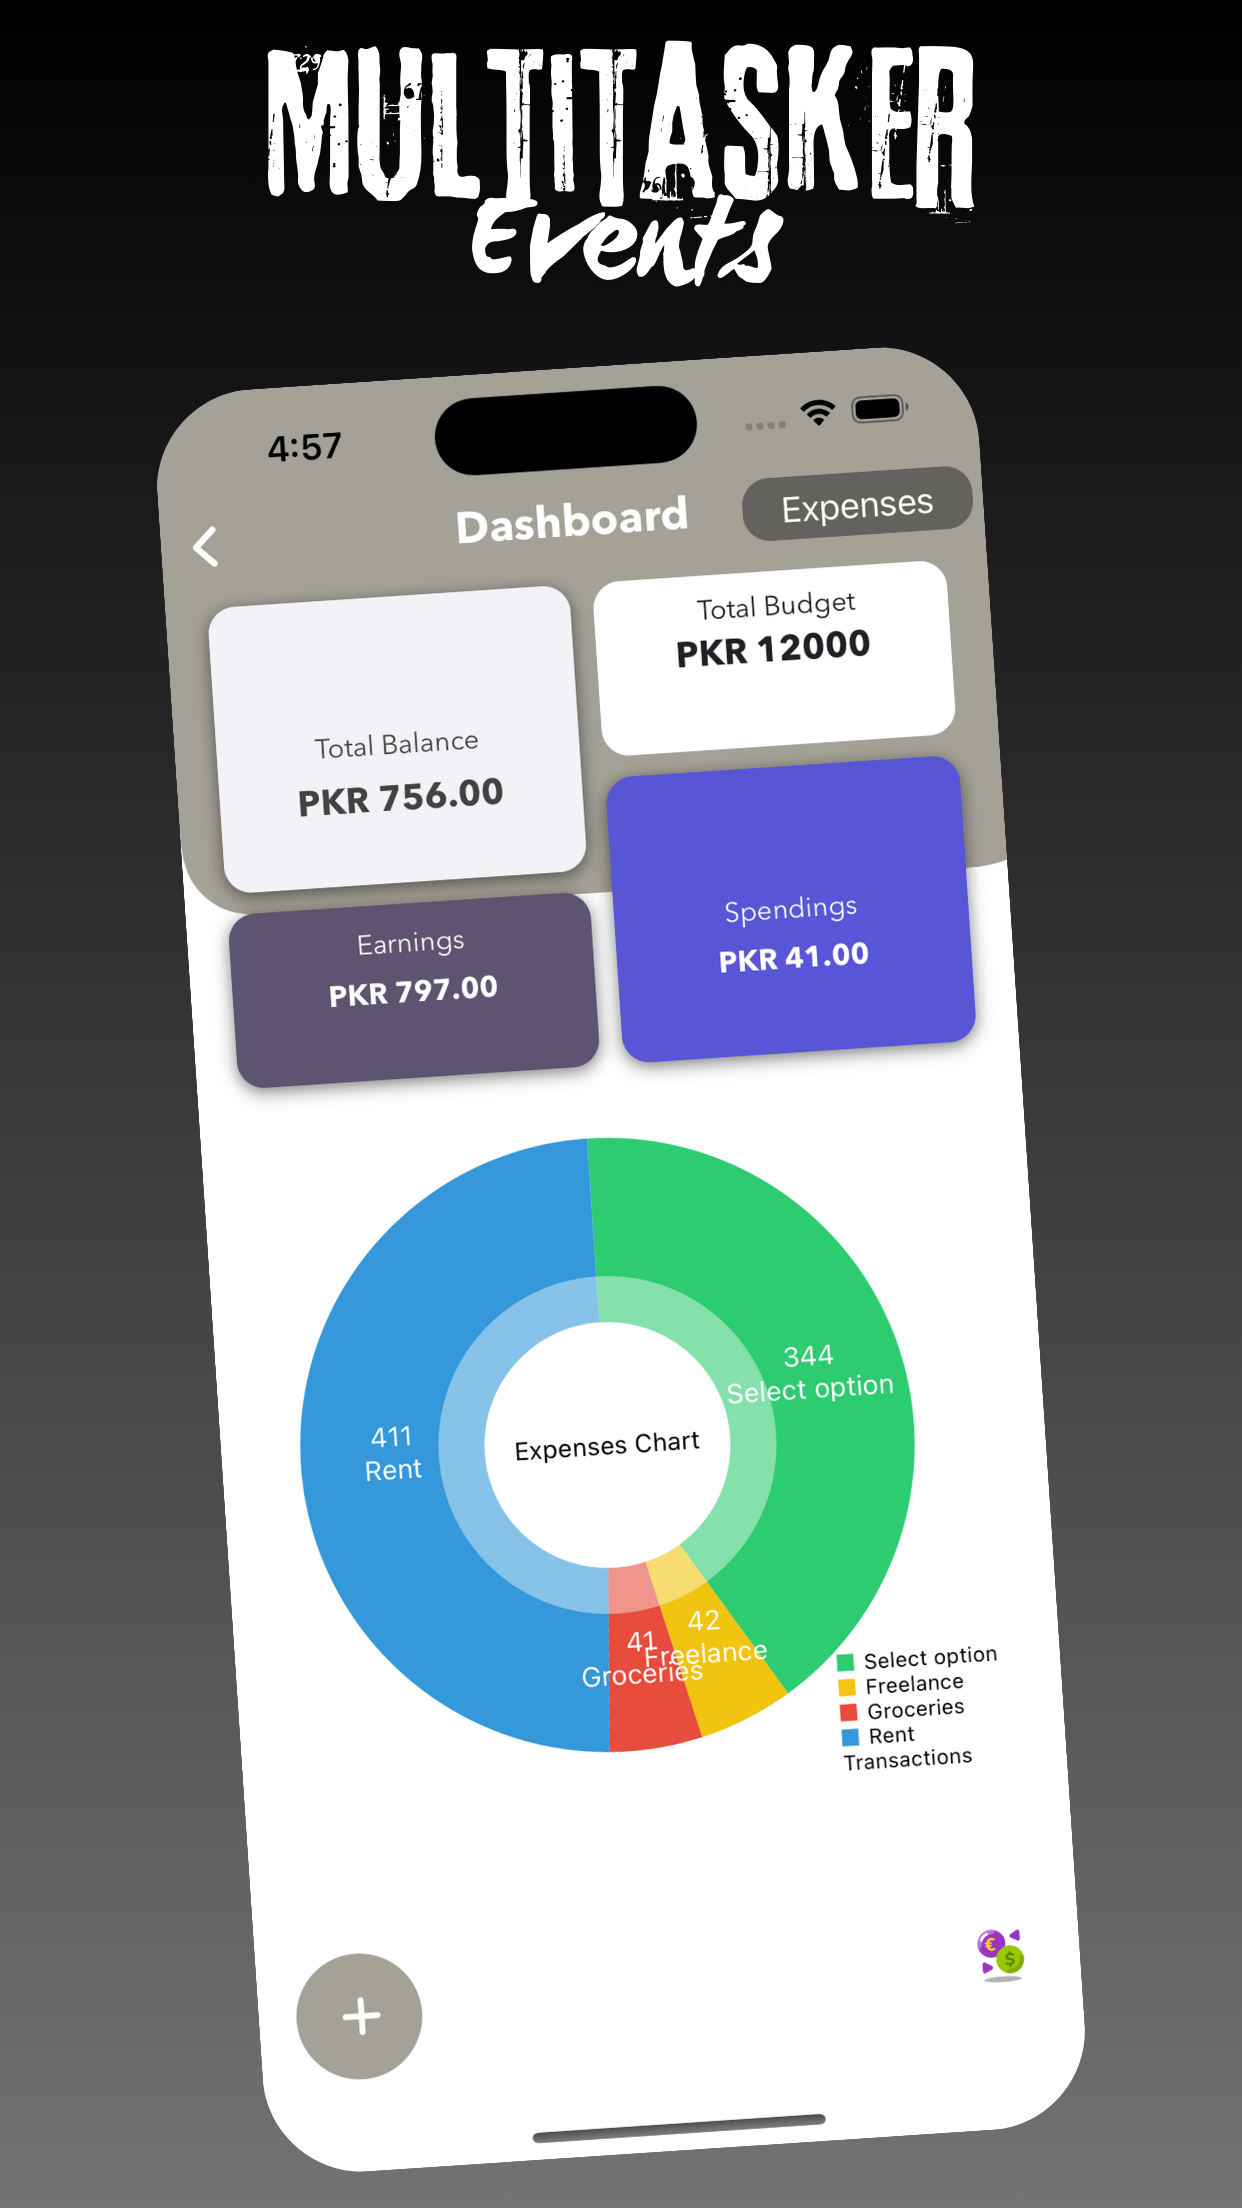 MULTITASKER
Events
4:57
Dashboard
Expenses
Total Balance
PKR 756.00
Total Budget
PKR 12000
Earnings
PKR 797.00
Spendings
PKR 41.00
344
Select option
411
Rent
Expenses Chart
42
Freelance
41
Groceries
Select option
Freelance
Groceries
Rent
Transactions